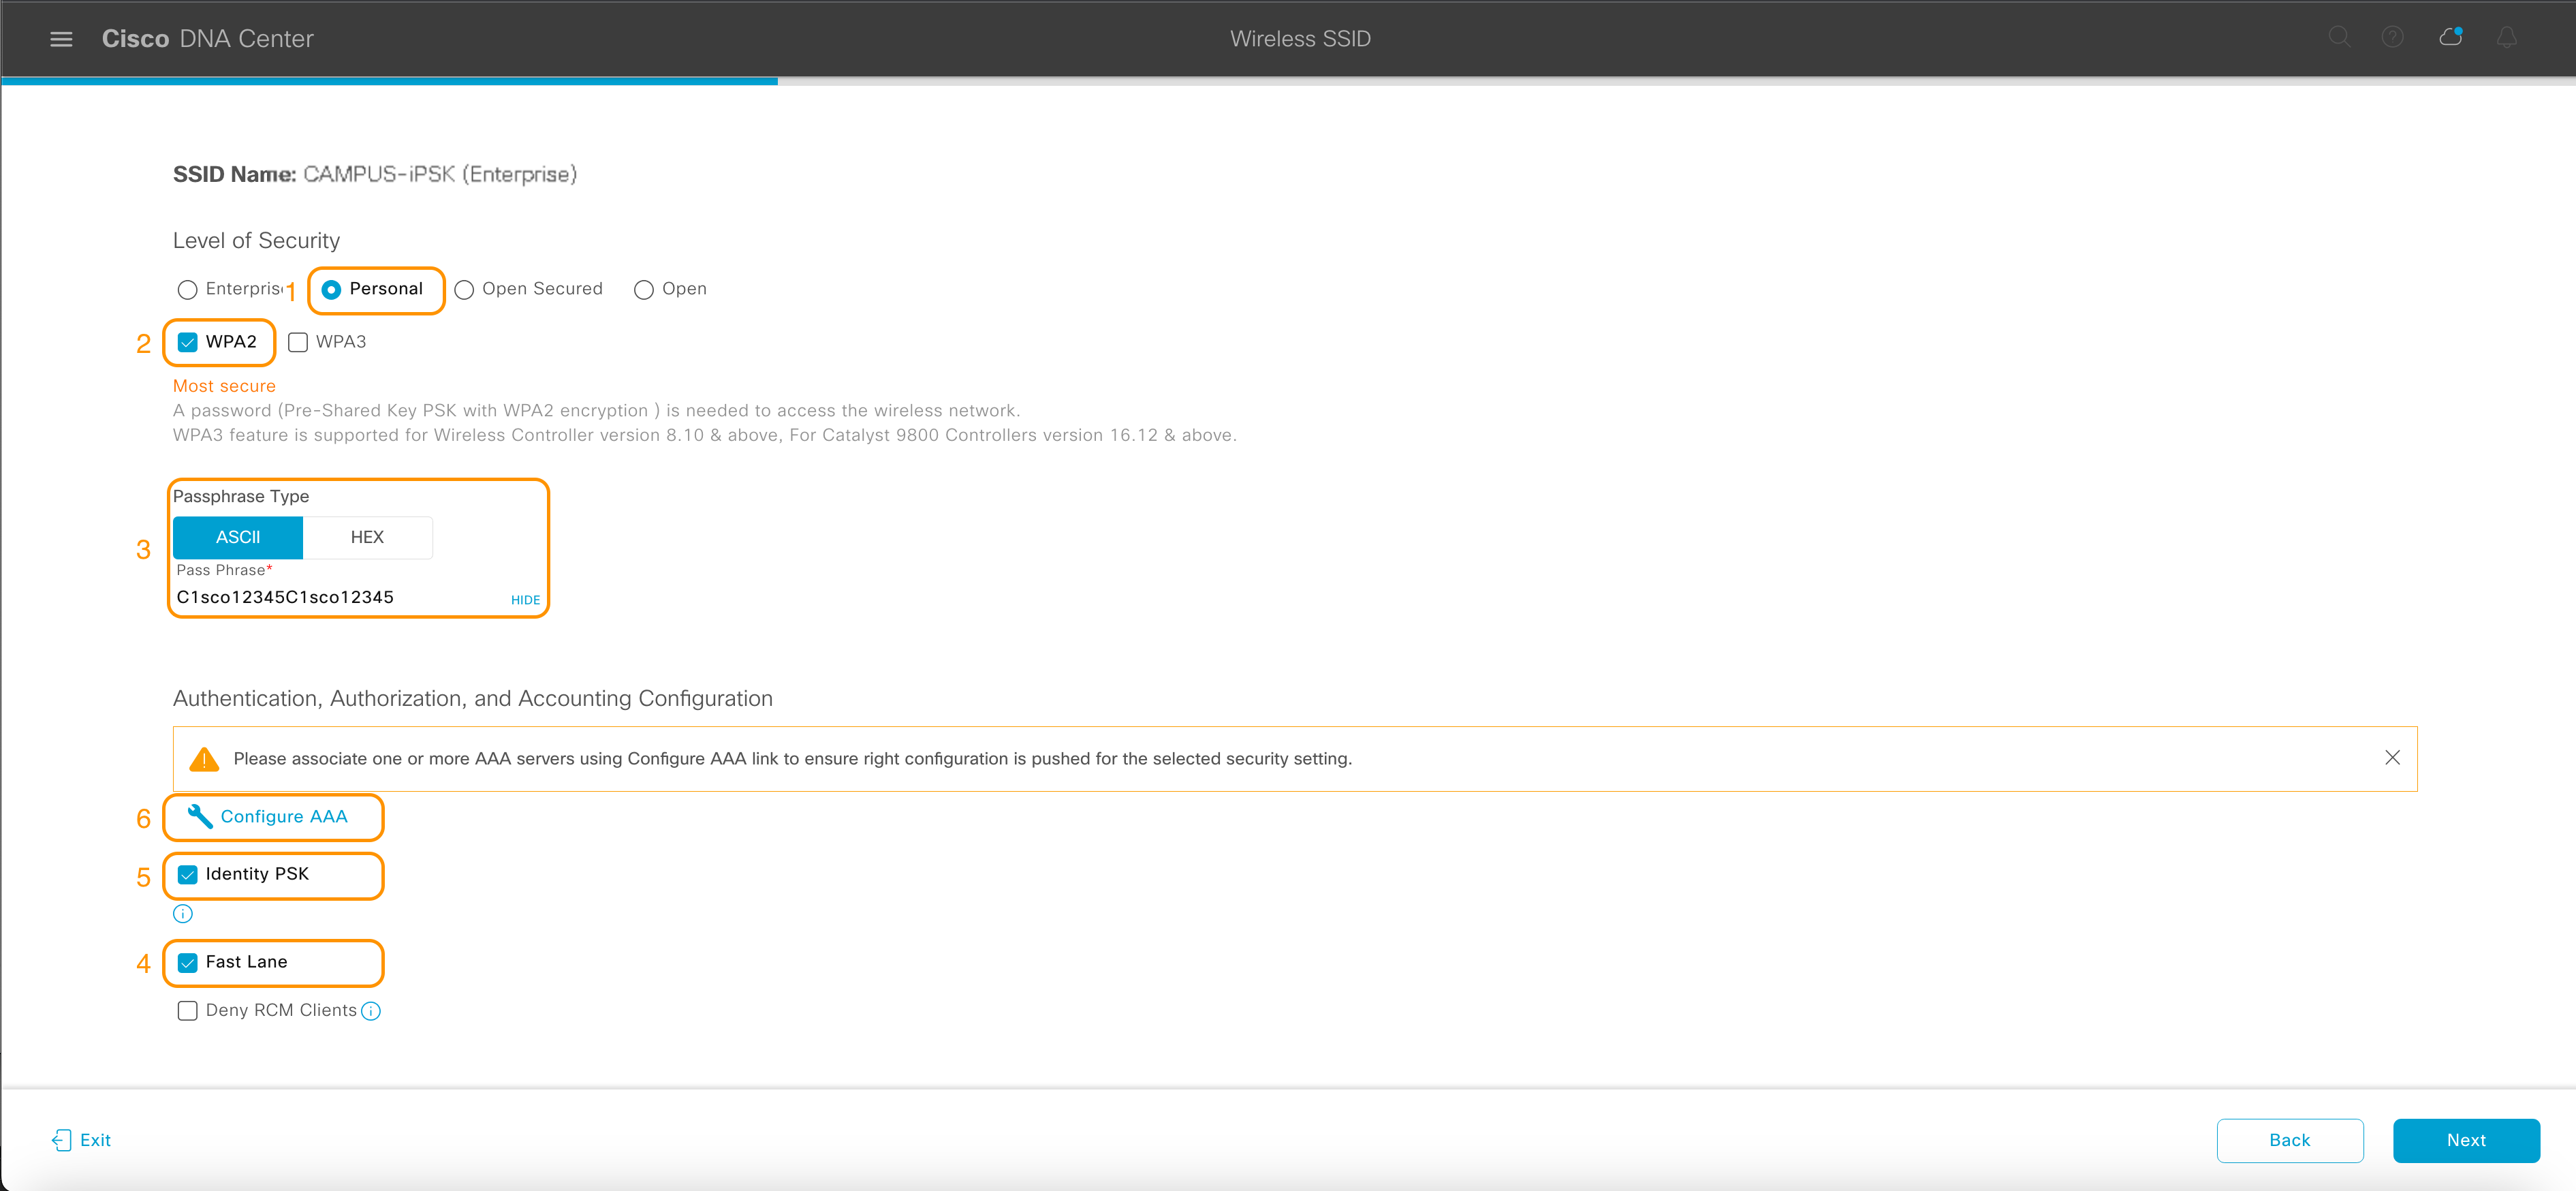 Cisco DNA Center
Wireless SSID
SSID Name: CAMPUS-iPSK (Enterprise)
Level of Security
Enterpris 1 Personal Open Secured Open
2 WPA2 WPA3
Most secure
A password (Pre-Shared Key PSK with WPA2 encryption ) is needed to access the wireless network.
WPA3 feature is supported for Wireless Controller version 8.10 & above, For Catalyst 9800 Controllers version 16.12 & above.
Passphrase Type
3 ASCII HEX
Pass Phrase*
C1sco12345C1sco12345 HIDE
Authentication, Authorization, and Accounting Configuration
Please associate one or more AAA servers using Configure AAA link to ensure right configuration is pushed for the selected security setting.
6 Configure AAA
5 Identity PSK
4 Fast Lane
Deny RCM Clients
Exit Back Next